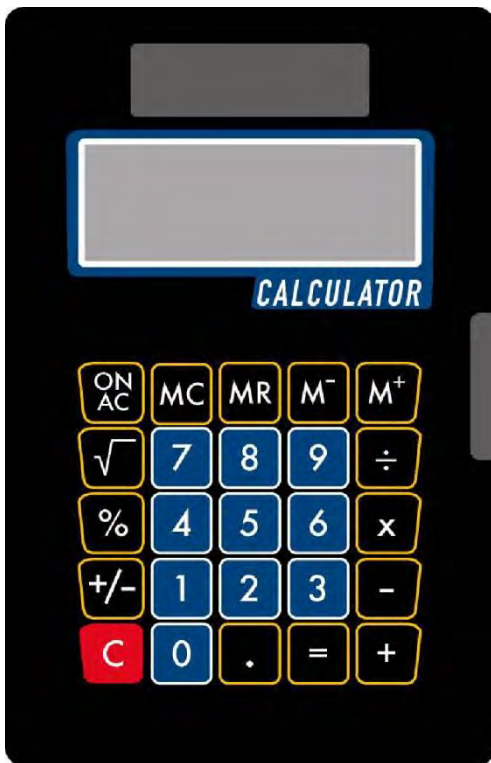 CALCULATOR
ON
AC MC MR M⁻ M⁺
√ 7 8 9 ÷
% 4 5 6 x
+/- 1 2 3 -
C 0 . = +